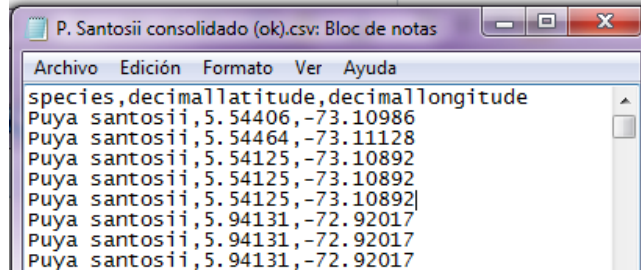 P. Santosii consolidado (ok).csv: Bloc de notas
Archivo Edición Formato Ver Ayuda
species,decimallatitude,decimallongitude
Puya santosii,5.54406,-73.10986
Puya santosii,5.54464,-73.11128
Puya santosii,5.54125,-73.10892
Puya santosii,5.54125,-73.10892
Puya santosii,5.54125,-73.10892
Puya santosii,5.94131,-72.92017
Puya santosii,5.94131,-72.92017
Puya santosii,5.94131,-72.92017